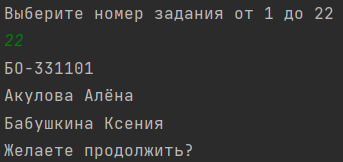 Выберите номер задания от 1 до 22
22
БО-331101
Акулова Алёна
Бабушкина Ксения
Желаете продолжить?